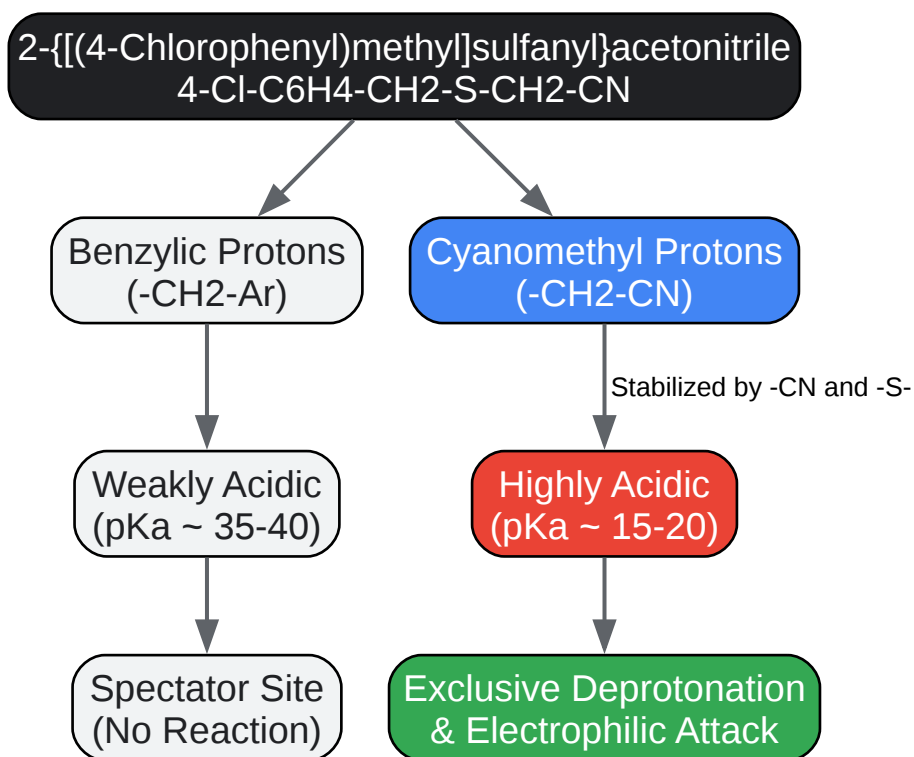 2-{[(4-Chlorophenyl)methyl]sulfanyl}acetonitrile
4-Cl-C6H4-CH2-S-CH2-CN
Benzylic Protons
(-CH2-Ar)
Cyanomethyl Protons
(-CH2-CN)
Stabilized by -CN and -S-
Weakly Acidic
(pKa ~ 35-40)
Highly Acidic
(pKa ~ 15-20)
Spectator Site
(No Reaction)
Exclusive Deprotonation
& Electrophilic Attack